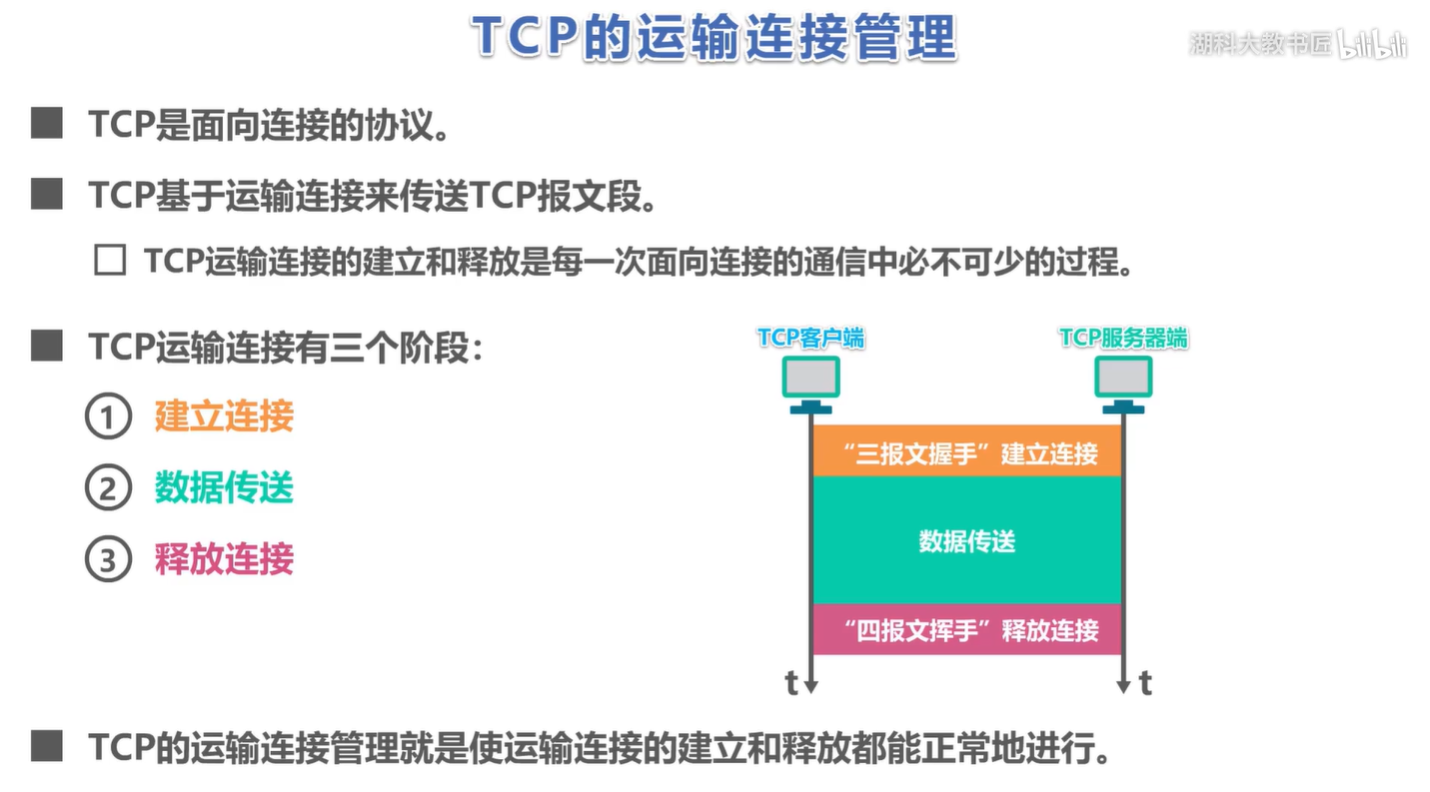 TCP的运输连接管理
湖科大教书匠 bilibili
TCP是面向连接的协议。
TCP基于运输连接来传送TCP报文段。
TCP运输连接的建立和释放是每一次面向连接的通信中必不可少的过程。
TCP运输连接有三个阶段：
① 建立连接
② 数据传送
③ 释放连接
TCP客户端
TCP服务器端
“三报文握手”建立连接
数据传送
“四报文挥手”释放连接
t
t
TCP的运输连接管理就是使运输连接的建立和释放都能正常地进行。